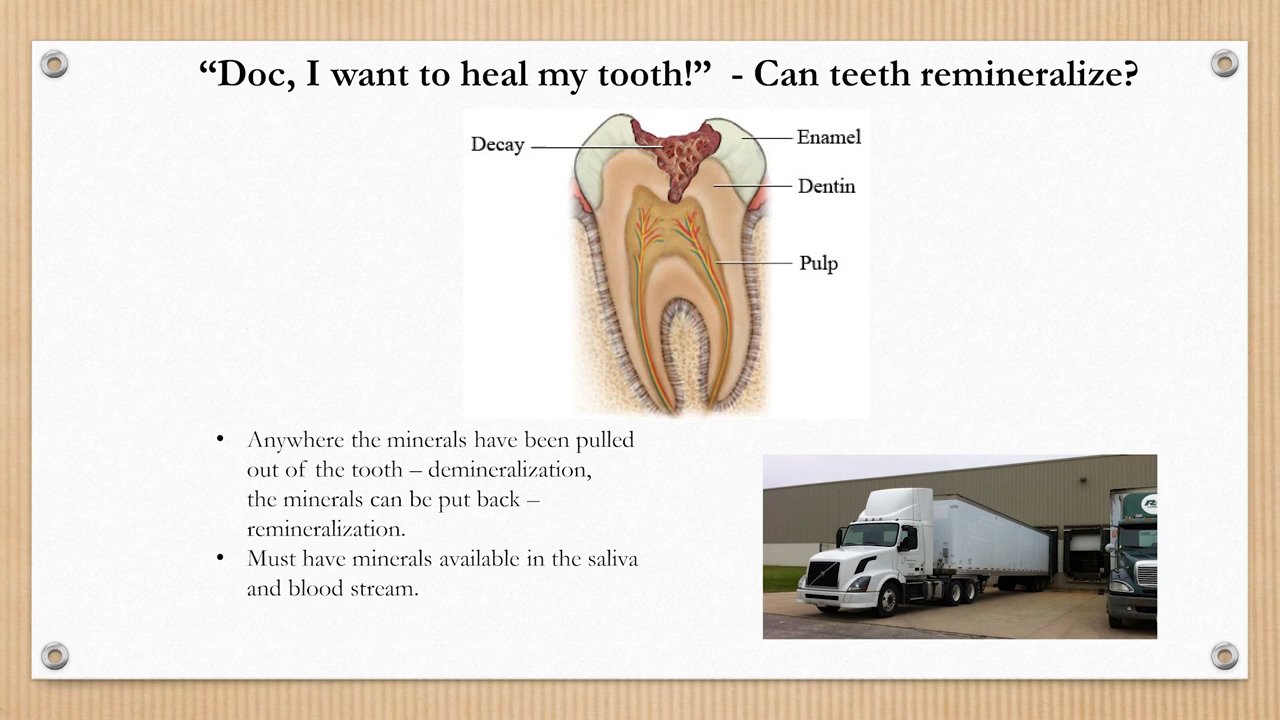 “Doc, I want to heal my tooth!” - Can teeth remineralize?
Decay
Enamel
Dentin
Pulp
• Anywhere the minerals have been pulled
out of the tooth – demineralization,
the minerals can be put back –
remineralization.
• Must have minerals available in the saliva
and blood stream.